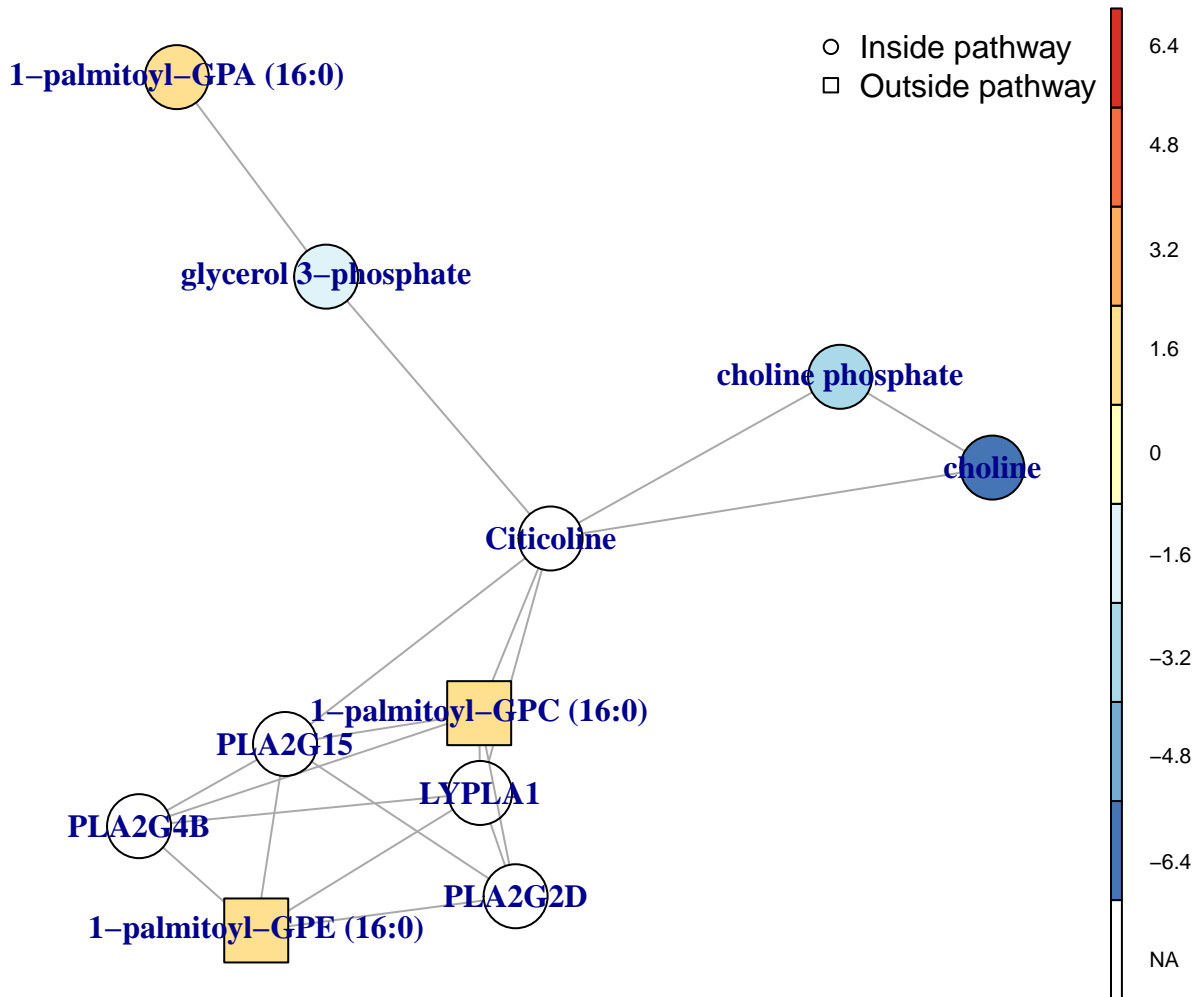 1−palmitoyl−GPA (16:0)
Inside pathway
Outside pathway
glycerol 3−phosphate
choline phosphate
choline
Citicoline
1−palmitoyl−GPC (16:0)
PLA2G15
LYPLA1
PLA2G4B
PLA2G2D
1−palmitoyl−GPE (16:0)
6.4
4.8
3.2
1.6
0
−1.6
−3.2
−4.8
−6.4
NA